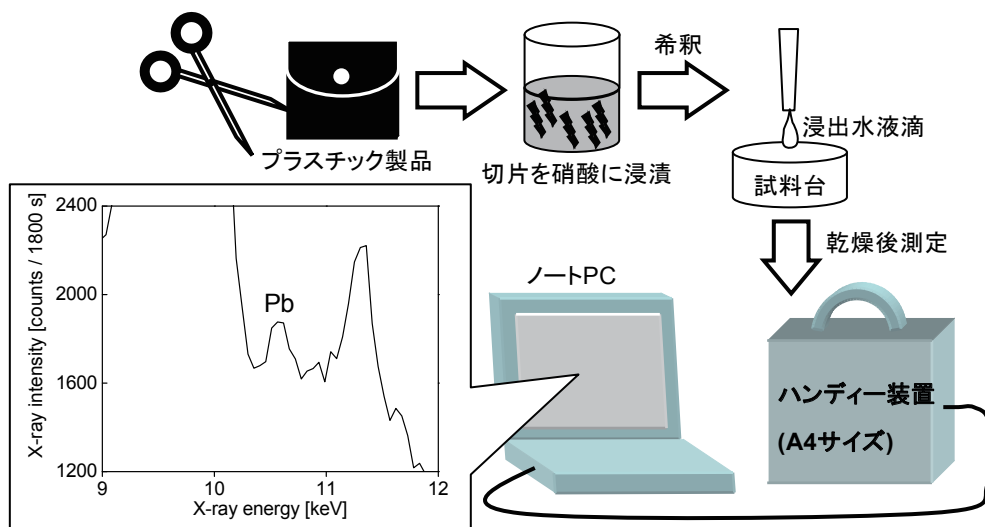 プラスチック製品
切片を硝酸に浸漬
希釈
浸出水液滴
試料台
乾燥後測定
ノートPC
ハンディー装置
(A4サイズ)
X-ray intensity [counts / 1800 s]
2400
2000
1600
1200
Pb
9
10
11
12
X-ray energy [keV]